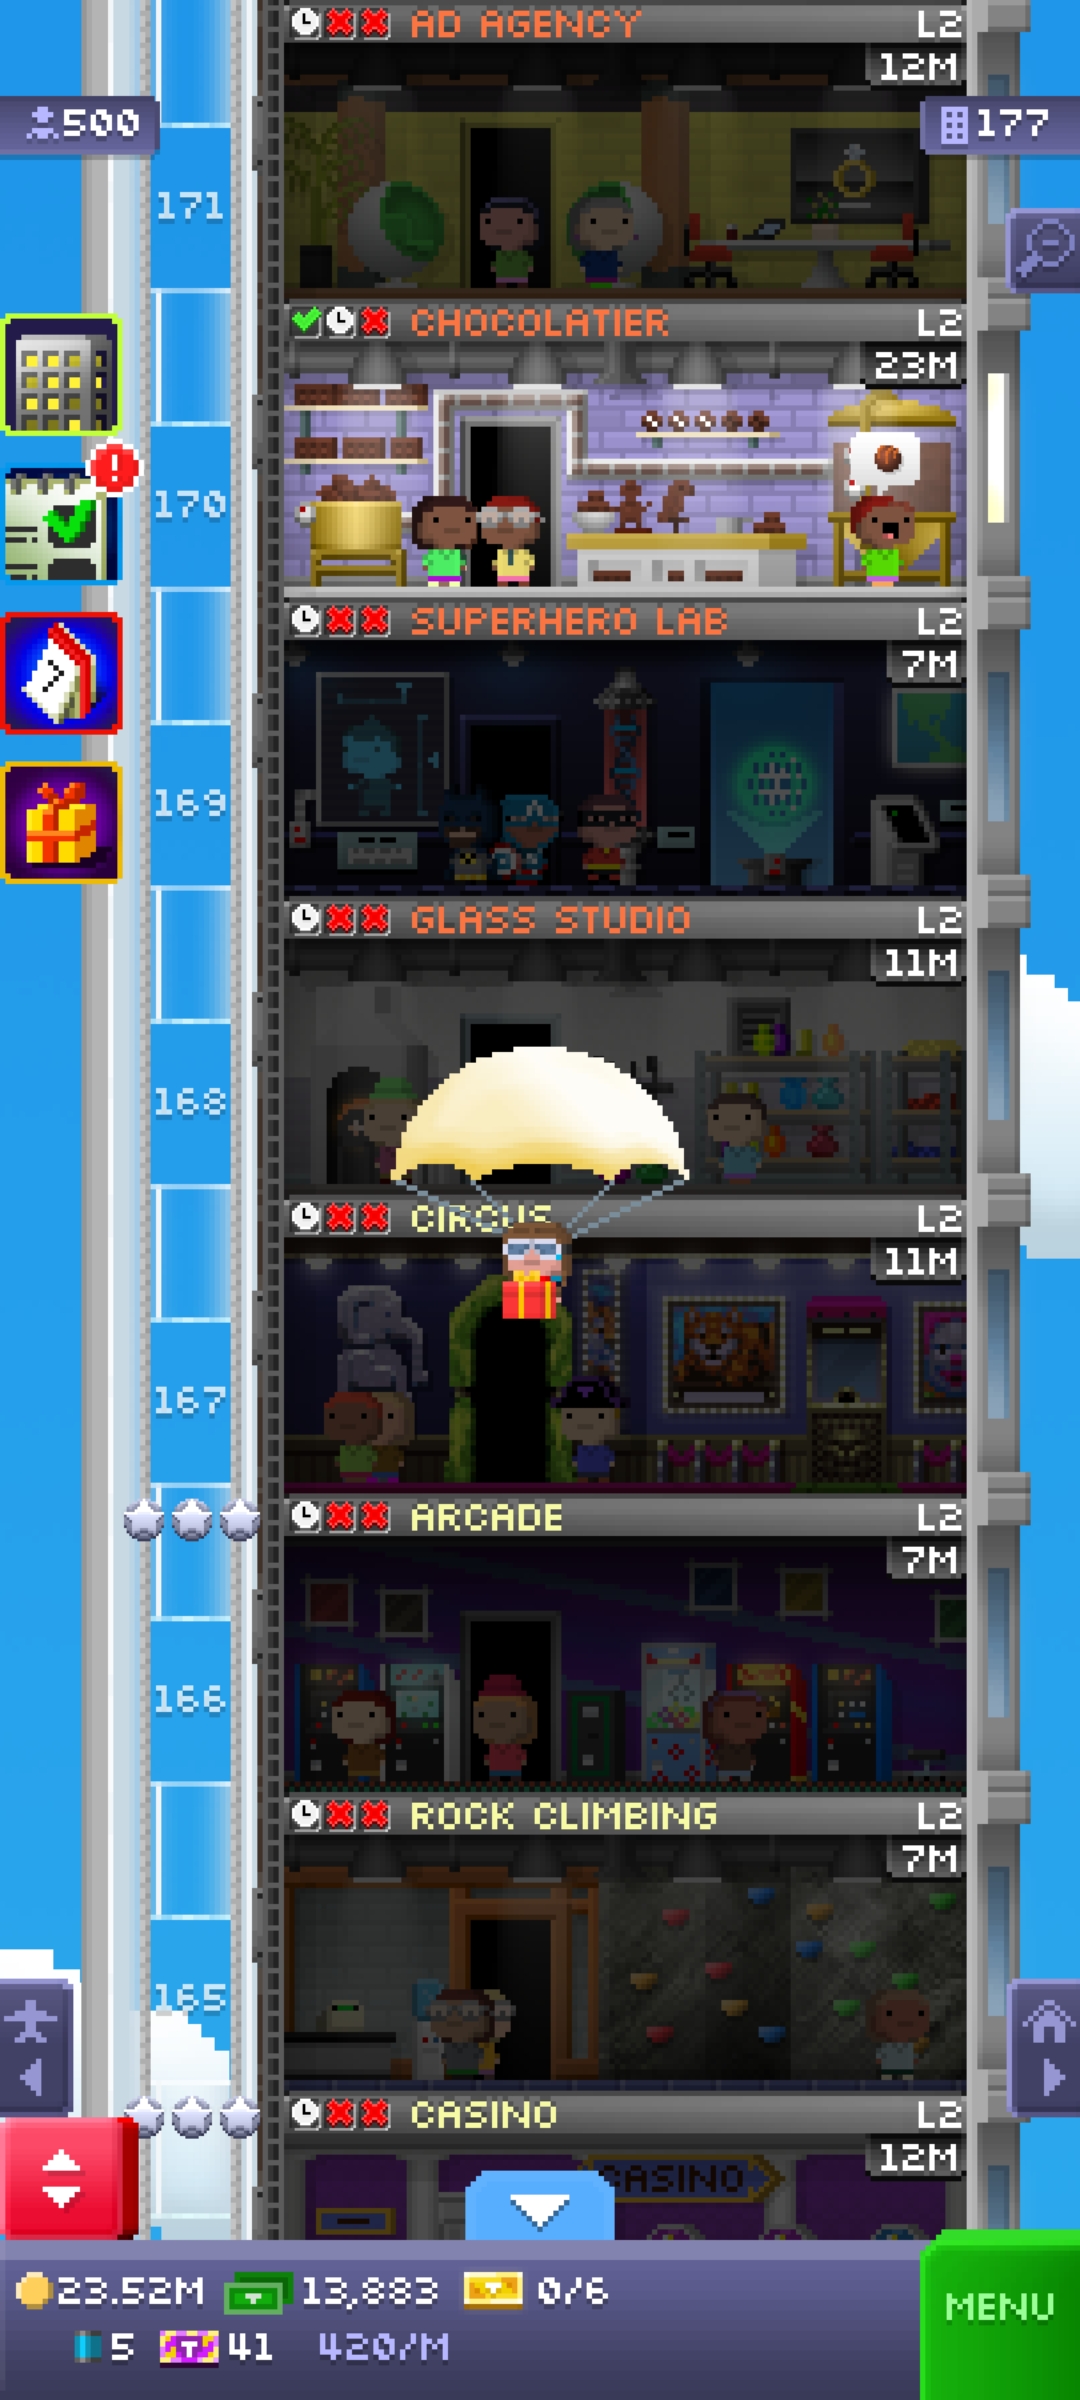 AD AGENCY L2
12M
500
177
171
CHOCOLATIER L2
23M
170
SUPERHERO LAB L2
7M
169
GLASS STUDIO L2
11M
168
CIRCUS L2
11M
167
ARCADE L2
7M
166
ROCK CLIMBING L2
7M
165
CASINO L2
12M
CASINO
23.52M 13,883 0/6
MENU
5 41 420/M